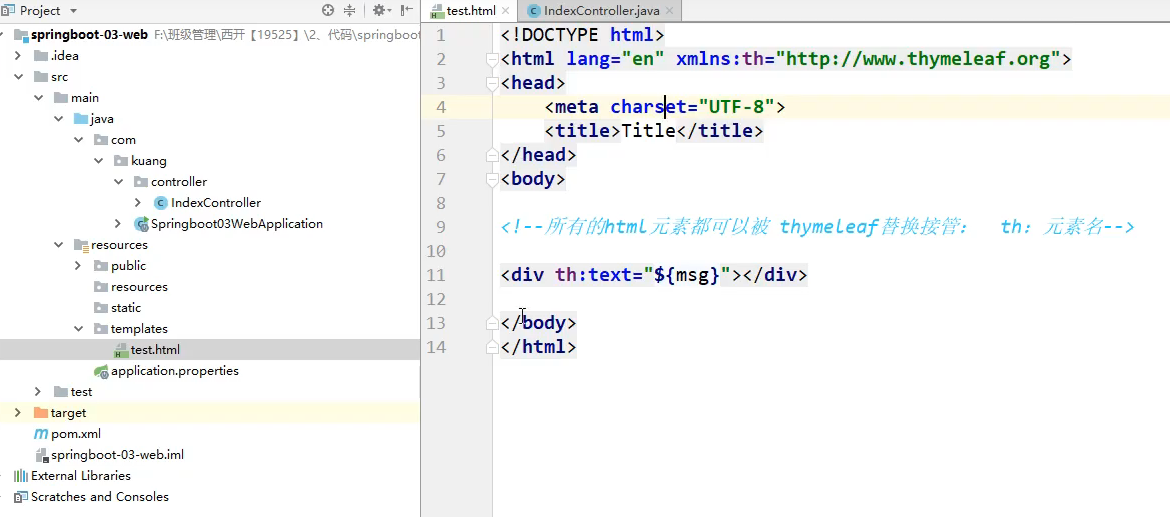 Project
springboot-03-web F:\班级管理\西开【19525】\2、代码\springboot
.idea
src
main
java
com
kuang
controller
IndexController
Springboot03WebApplication
resources
public
resources
static
templates
test.html
application.properties
test
target
pom.xml
springboot-03-web.iml
External Libraries
Scratches and Consoles
test.html IndexController.java
1 <!DOCTYPE html>
2 <html lang="en" xmlns:th="http://www.thymeleaf.org">
3 <head>
4 <meta charset="UTF-8">
5 <title>Title</title>
6 </head>
7 <body>
8
9 <!--所有的html元素都可以被 thymeleaf替换接管： th：元素名-->
10
11 <div th:text="${msg}"></div>
12
13 </body>
14 </html>